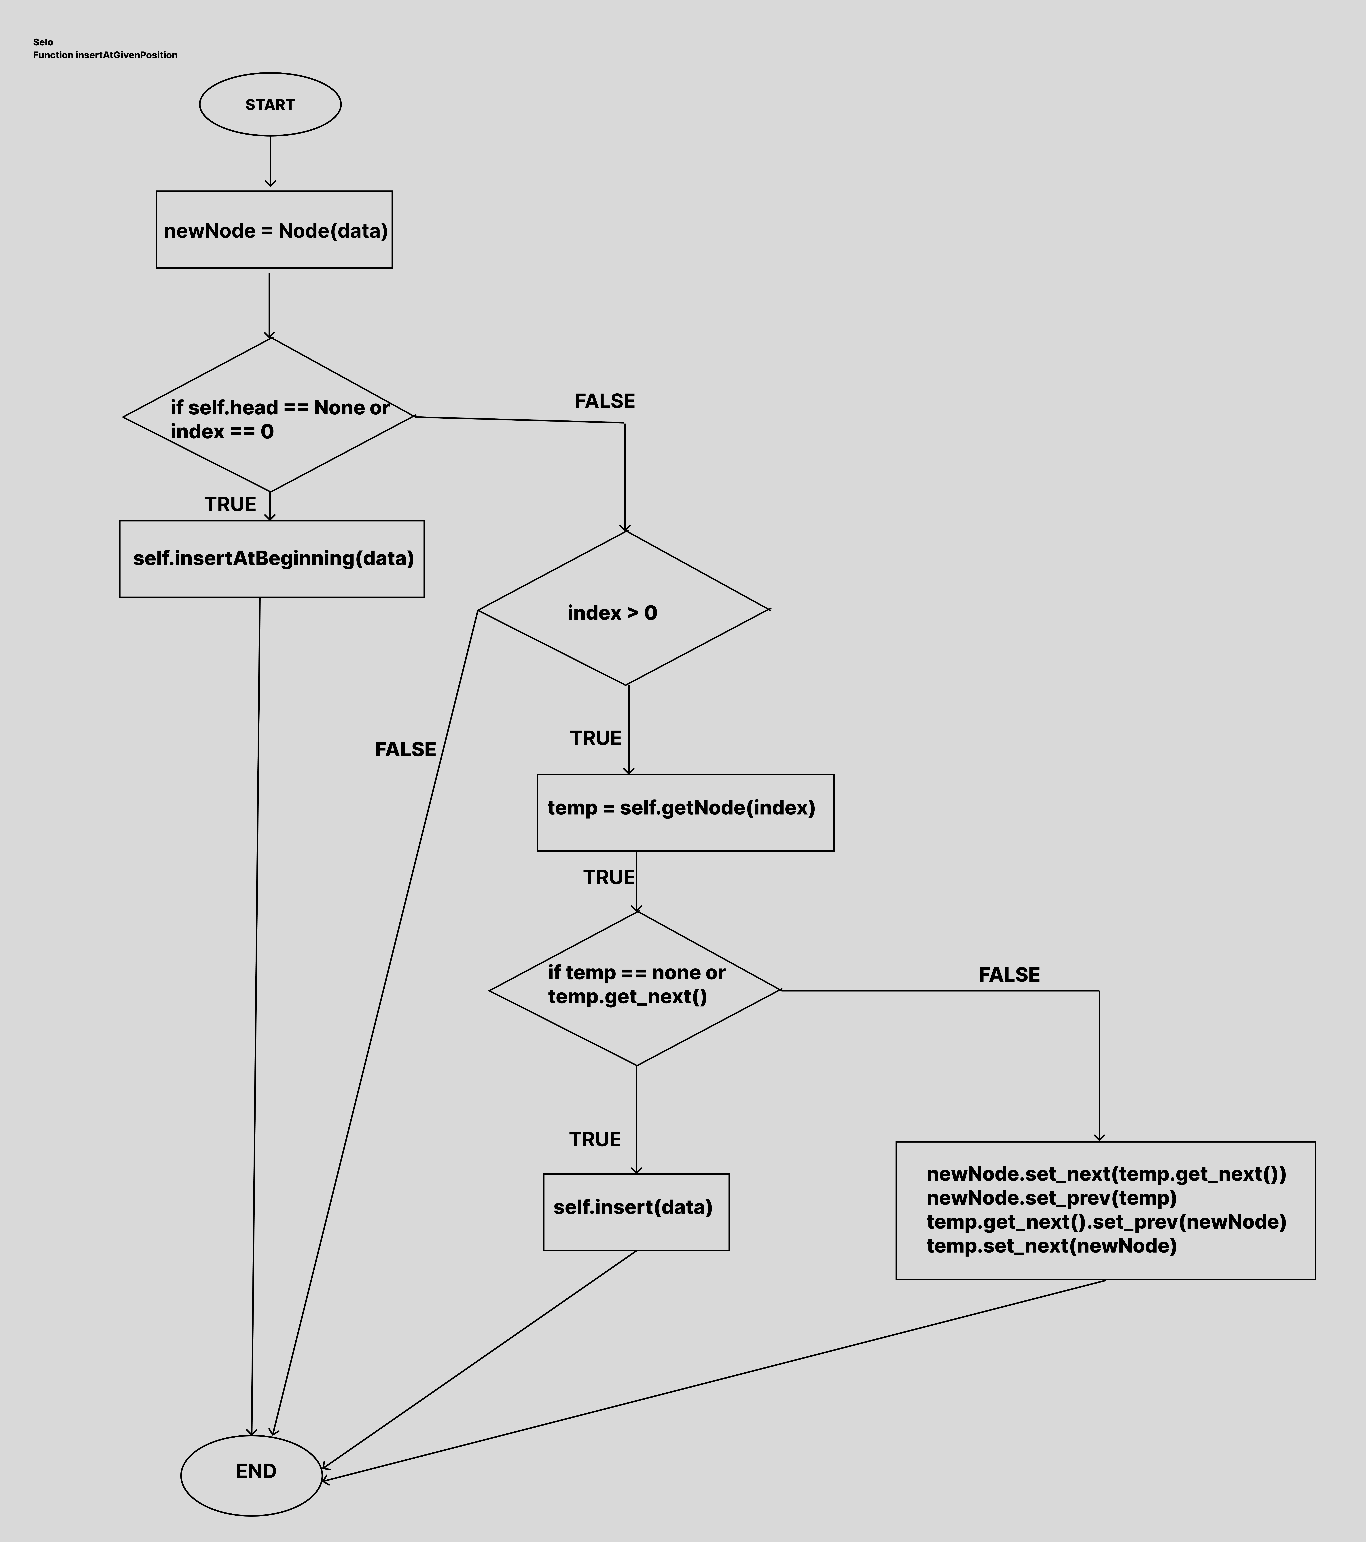 Selo
Function insertAtGivenPosition
START
newNode = Node(data)
if self.head == None or
index == 0
FALSE
TRUE
self.insertAtBeginning(data)
index > 0
FALSE
TRUE
temp = self.getNode(index)
TRUE
if temp == none or
temp.get_next()
FALSE
TRUE
self.insert(data)
newNode.set_next(temp.get_next())
newNode.set_prev(temp)
temp.get_next().set_prev(newNode)
temp.set_next(newNode)
END